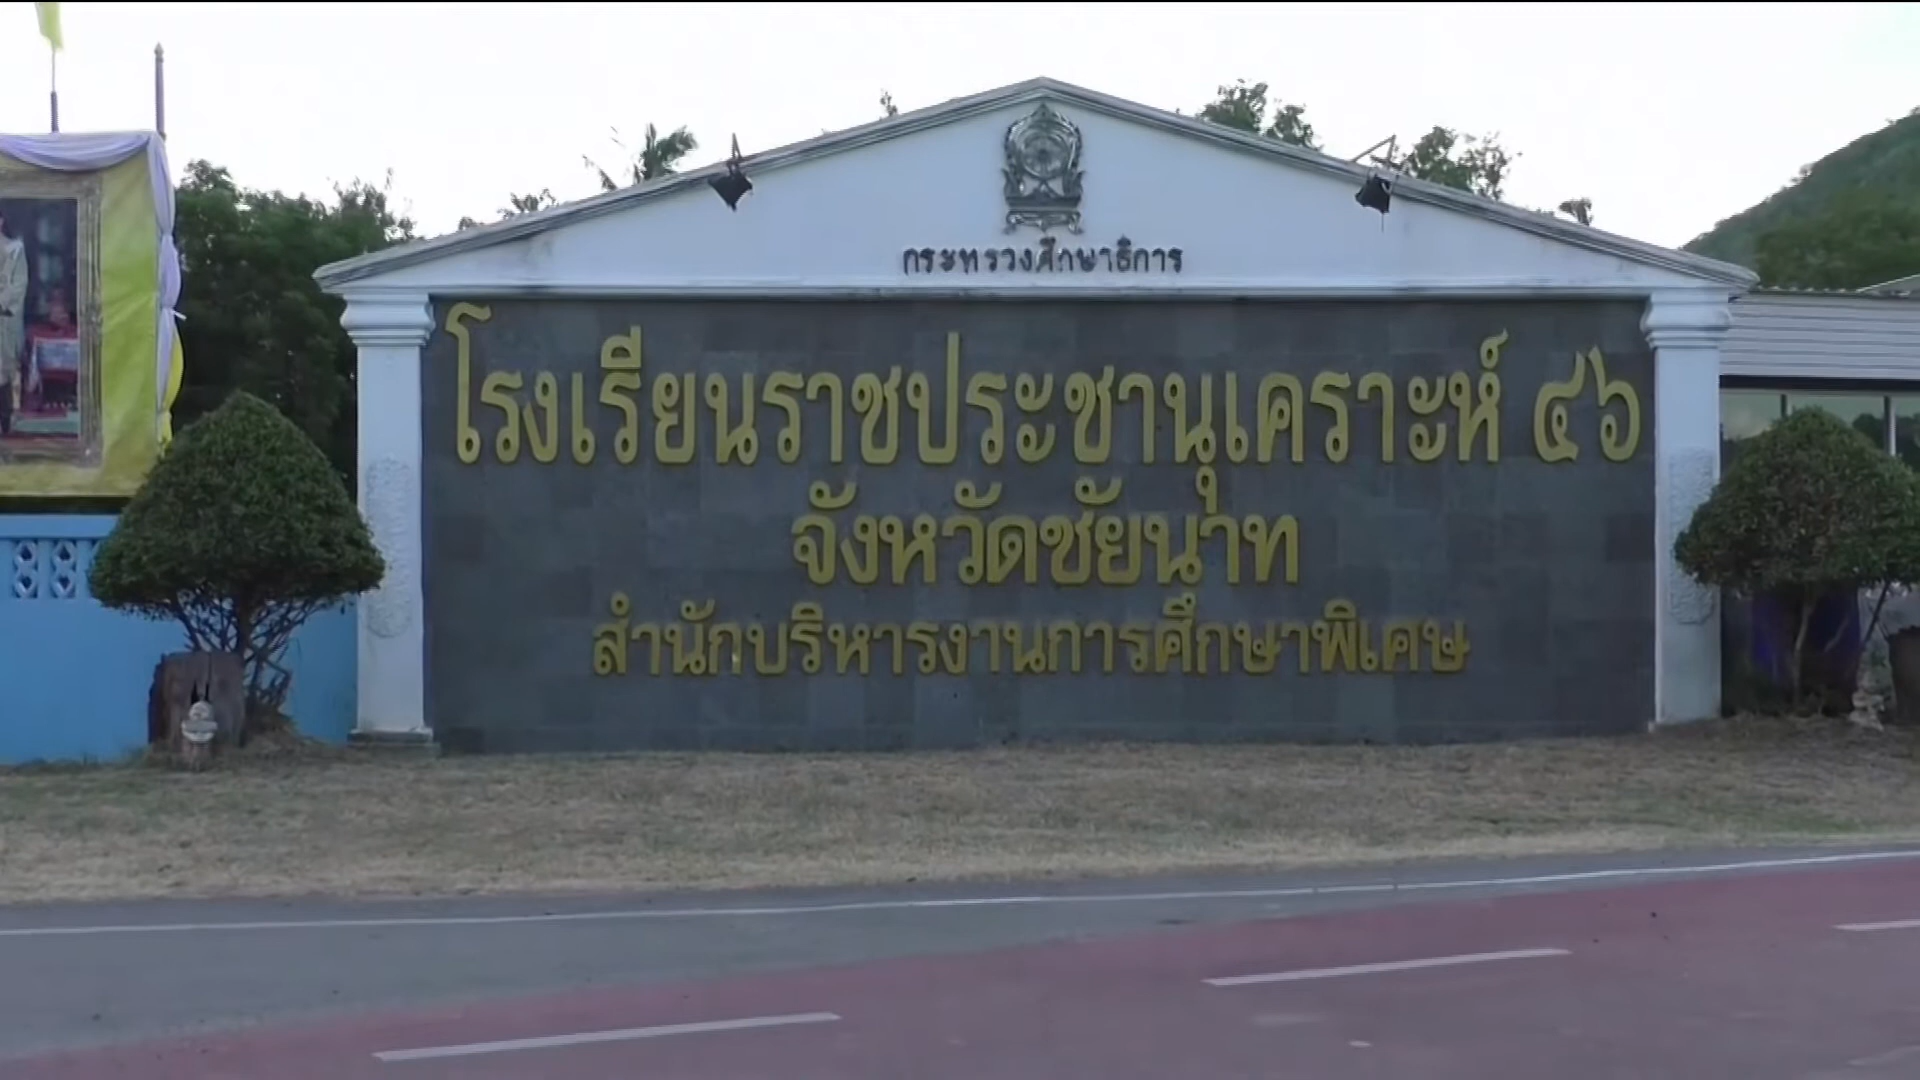 กระทรวงศึกษาธิการ
โรงเรียนราชประชานุเคราะห์ ๔๖
จังหวัดชัยนาท
สำนักบริหารงานการศึกษาพิเศษ